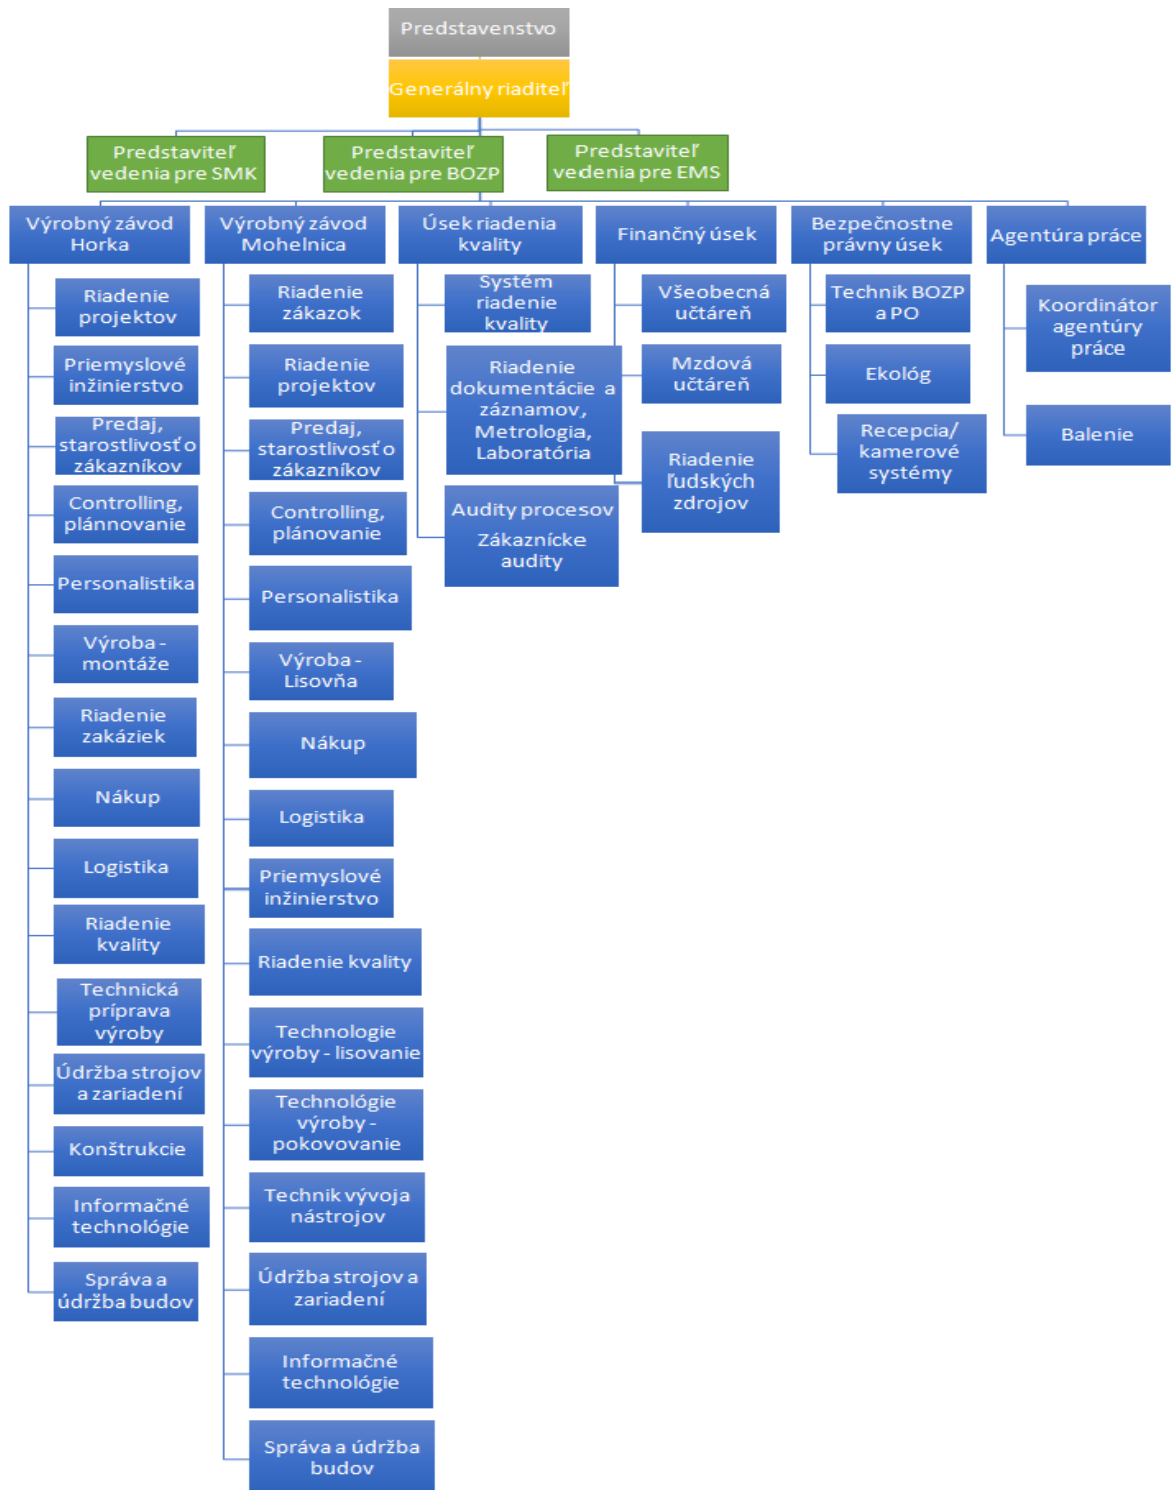 Predstavenstvo
Generálny riaditeľ
Predstaviteľ
vedenia pre SMK
Predstaviteľ
vedenia pre BOZP
Predstaviteľ
vedenia pre EMS
Výrobný závod
Horka
Riadenie
projektov
Priemyslové
inžinierstvo
Predaj,
starostlivosť o
zákazníkov
Controlling,
plánnovanie
Personalistika
Výroba -
montáže
Riadenie
zakáziek
Nákup
Logistika
Riadenie
kvality
Technická
príprava
výroby
Údržba strojov
a zariadení
Konštrukcie
Informačné
technológie
Správa a
údržba budov
Výrobný závod
Mohelnica
Riadenie
zákazok
Riadenie
projektov
Predaj,
starostlivosť o
zákazníkov
Controlling,
plánovanie
Personalistika
Výroba -
Lisovňa
Nákup
Logistika
Priemyslové
inžinierstvo
Riadenie kvality
Technologie
výroby - lisovanie
Technológie
výroby -
pokovovanie
Technik vývoja
nástrojov
Údržba strojov a
zariadení
Informačné
technológie
Správa a údržba
budov
Úsek riadenia
kvality
Systém
riadenie
kvality
Riadenie
dokumentácie a
záznamov,
Metrologia,
Laboratória
Audity procesov
Zákaznícke
audity
Finančný úsek
Všeobecná
učtáreň
Mzdová
učtáreň
Riadenie
ľudských
zdrojov
Bezpečnostne
právny úsek
Technik BOZP
a PO
Ekológ
Recepcia/
kamerové
systémy
Agentúra práce
Koordinátor
agentúry
práce
Balenie